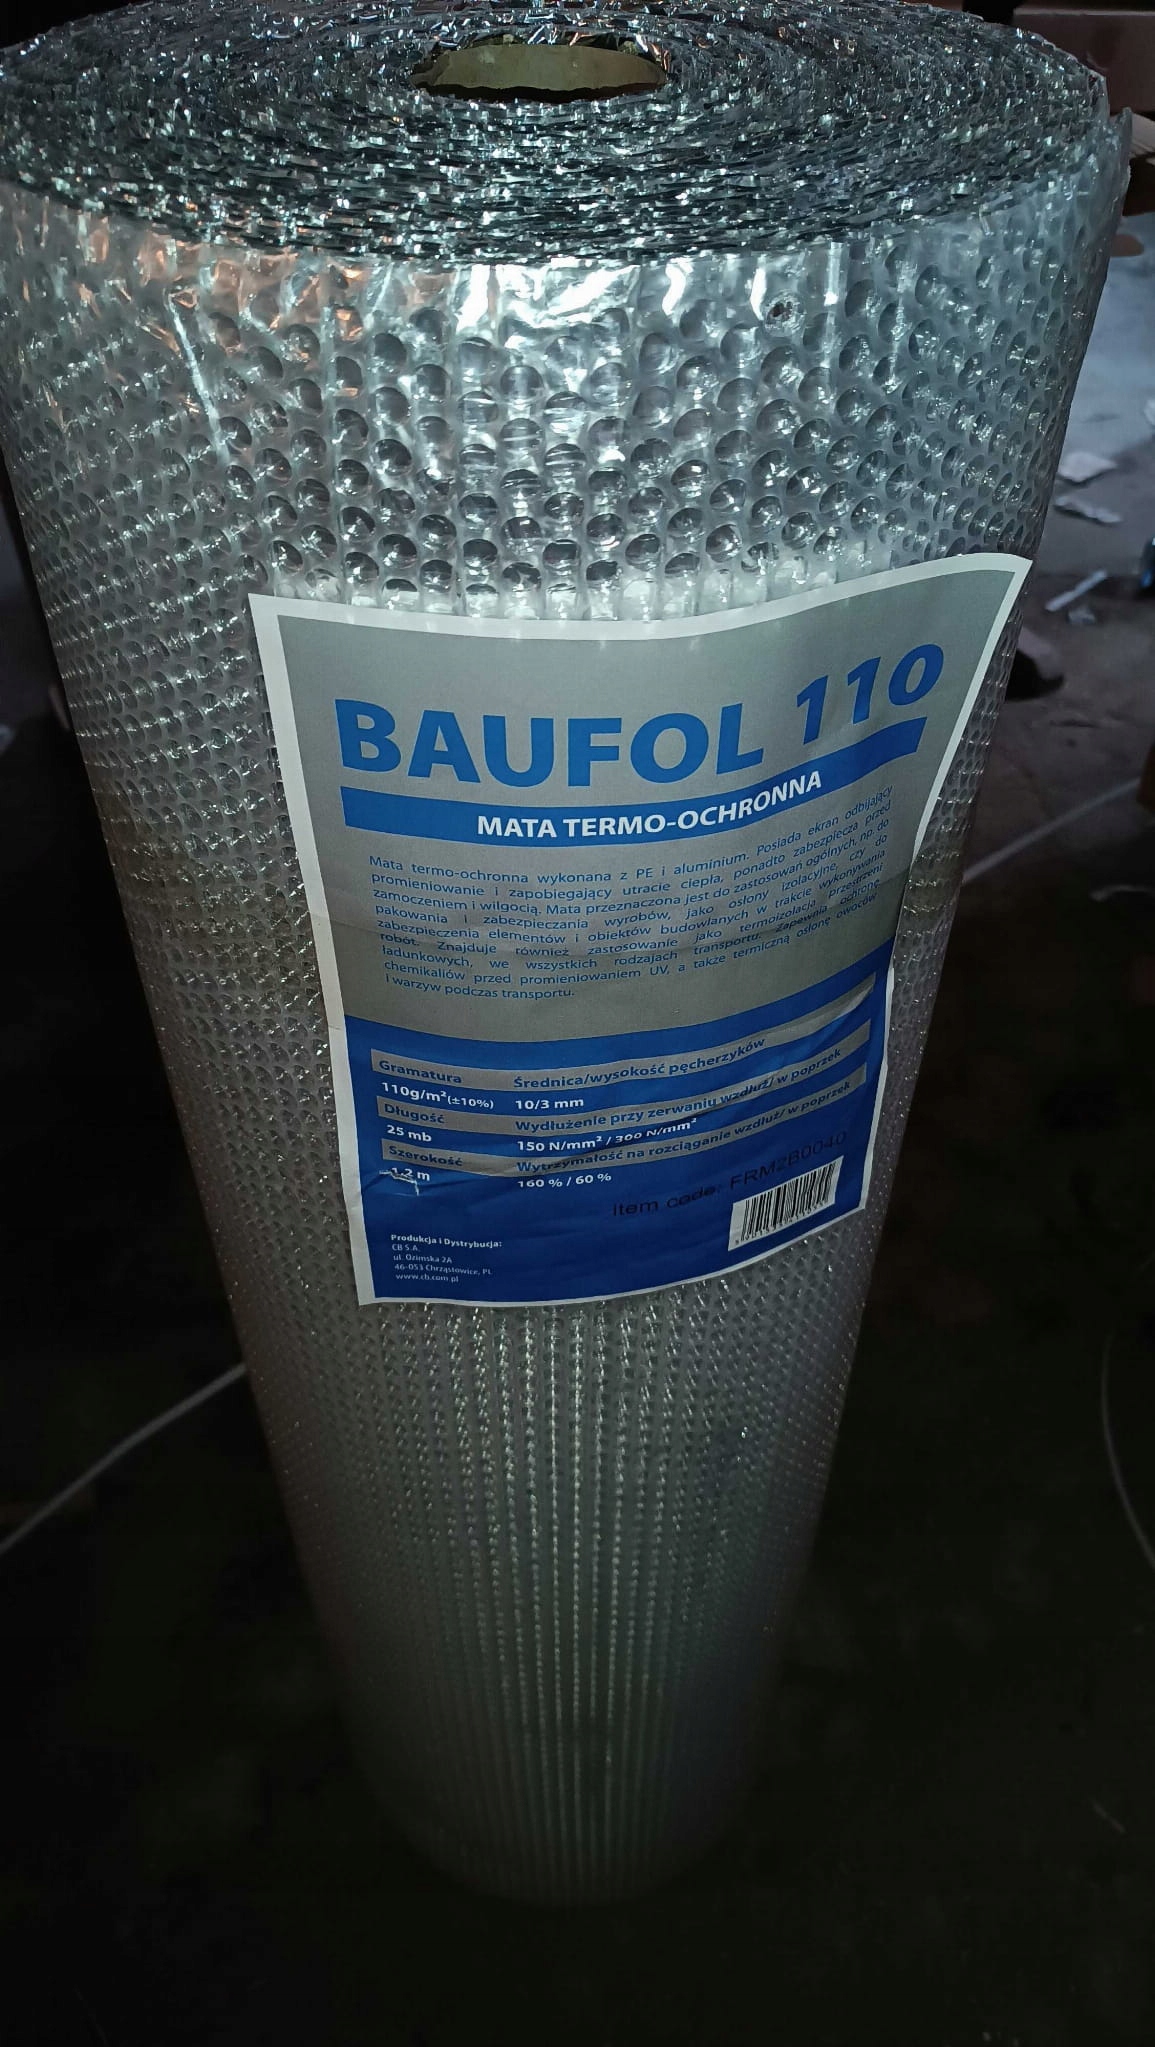 BAUFOL 110
MATA TERMO-OCHRONNA
Mata termo-ochronna wykonana z PE i aluminium. Posiada ekran odbijający
promieniowanie i zapobiegający utracie ciepła, ponadto zabezpiecza przed
zamoczeniem i wilgocią. Mata przeznaczona jest do zastosowań ogólnych, np. do
pakowania i zabezpieczania wyrobów, jako osłony izolacyjne, czy do
zabezpieczenia elementów i obiektów budowlanych w trakcie wykonywania
robót. Znajduje również zastosowanie jako termoizolacja przestrzeni
ładunkowych, we wszystkich rodzajach transportu. Zapewnia ochronę
chemikaliów przed promieniowaniem UV, a także termiczną osłonę owoców
i warzyw podczas transportu.
Gramatura Średnica/wysokość pęcherzyków
110g/m² (±10%) 10/3 mm
Długość Wydłużenie przy zerwaniu wzdłuż/ w poprzek
25 mb 150 N/mm² / 300 N/mm²
Szerokość Wytrzymałość na rozciąganie wzdłuż/ w poprzek
1,2 m 160 % / 60 %
Item code: FRM2B0040
Produkcja i Dystrybucja:
CB S.A.
ul. Ozimska 2A
46-053 Chrząstowice, PL
www.cb.com.pl